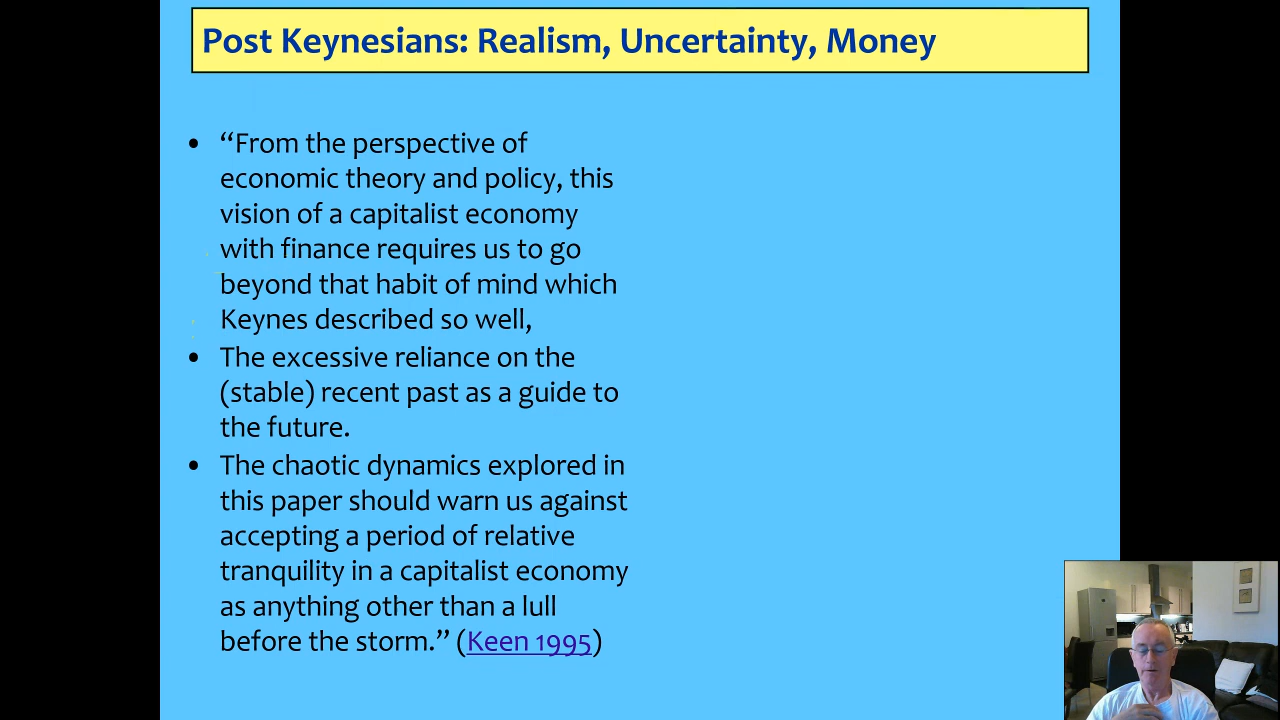 Post Keynesians: Realism, Uncertainty, Money
• “From the perspective of
economic theory and policy, this
vision of a capitalist economy
with finance requires us to go
beyond that habit of mind which
Keynes described so well,
• The excessive reliance on the
(stable) recent past as a guide to
the future.
• The chaotic dynamics explored in
this paper should warn us against
accepting a period of relative
tranquility in a capitalist economy
as anything other than a lull
before the storm.” (Keen 1995)